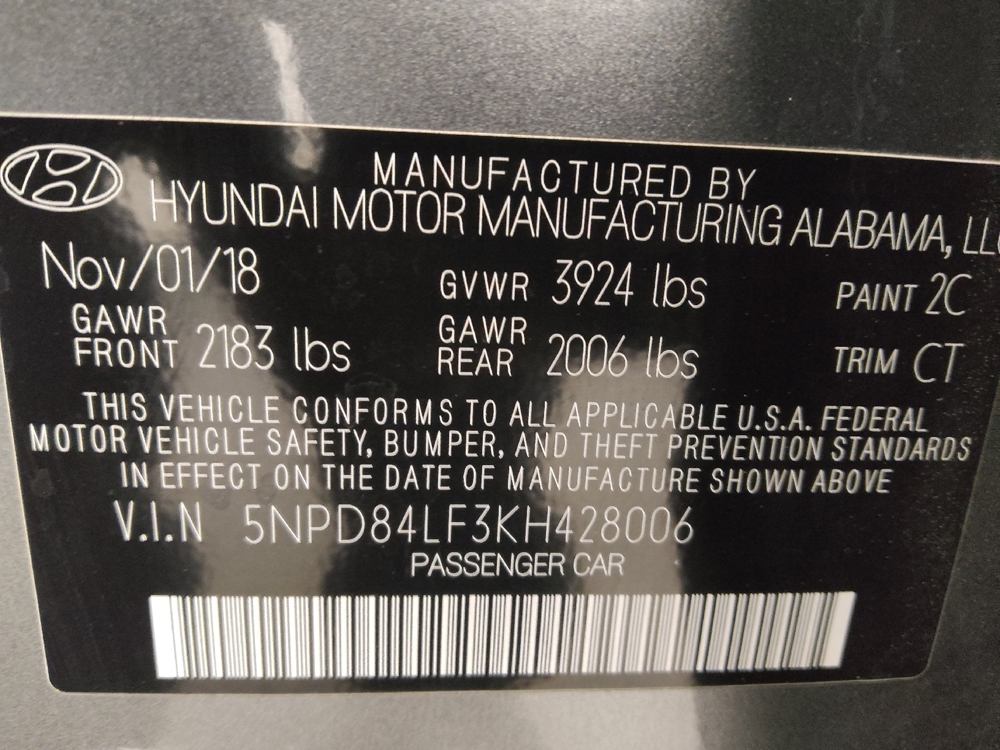 MANUFACTURED BY
HYUNDAI MOTOR MANUFACTURING ALABAMA, LLC
Nov/01/18 GVWR 3924 lbs PAINT 2C
GAWR FRONT 2183 lbs GAWR REAR 2006 lbs TRIM CT
THIS VEHICLE CONFORMS TO ALL APPLICABLE U.S.A. FEDERAL
MOTOR VEHICLE SAFETY, BUMPER, AND THEFT PREVENTION STANDARDS
IN EFFECT ON THE DATE OF MANUFACTURE SHOWN ABOVE
V.I.N 5NPD84LF3KH428006
PASSENGER CAR